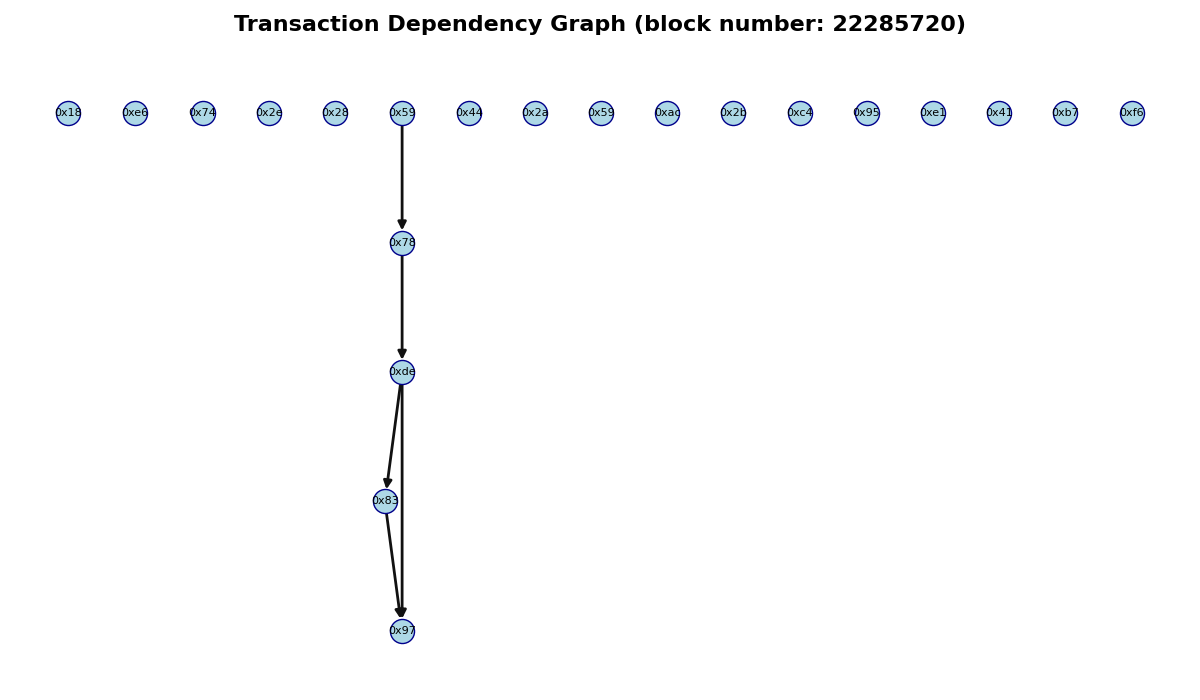 Transaction Dependency Graph (block number: 22285720)
0x18 0xe6 0x74 0x2e 0x28 0x59 0x44 0x2a 0x59 0xac 0x2b 0xc4 0x95 0xe1 0x41 0xb7 0xf6
0x78
0xde
0x83
0x97